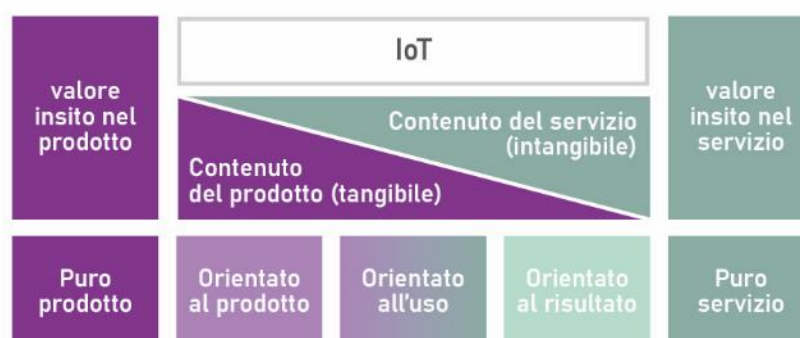 valore
insito nel
prodotto
IoT
Contenuto del servizio
(intangibile)
Contenuto
del prodotto (tangibile)
valore
insito nel
servizio
Puro
prodotto
Orientato
al prodotto
Orientato
all'uso
Orientato
al risultato
Puro
servizio